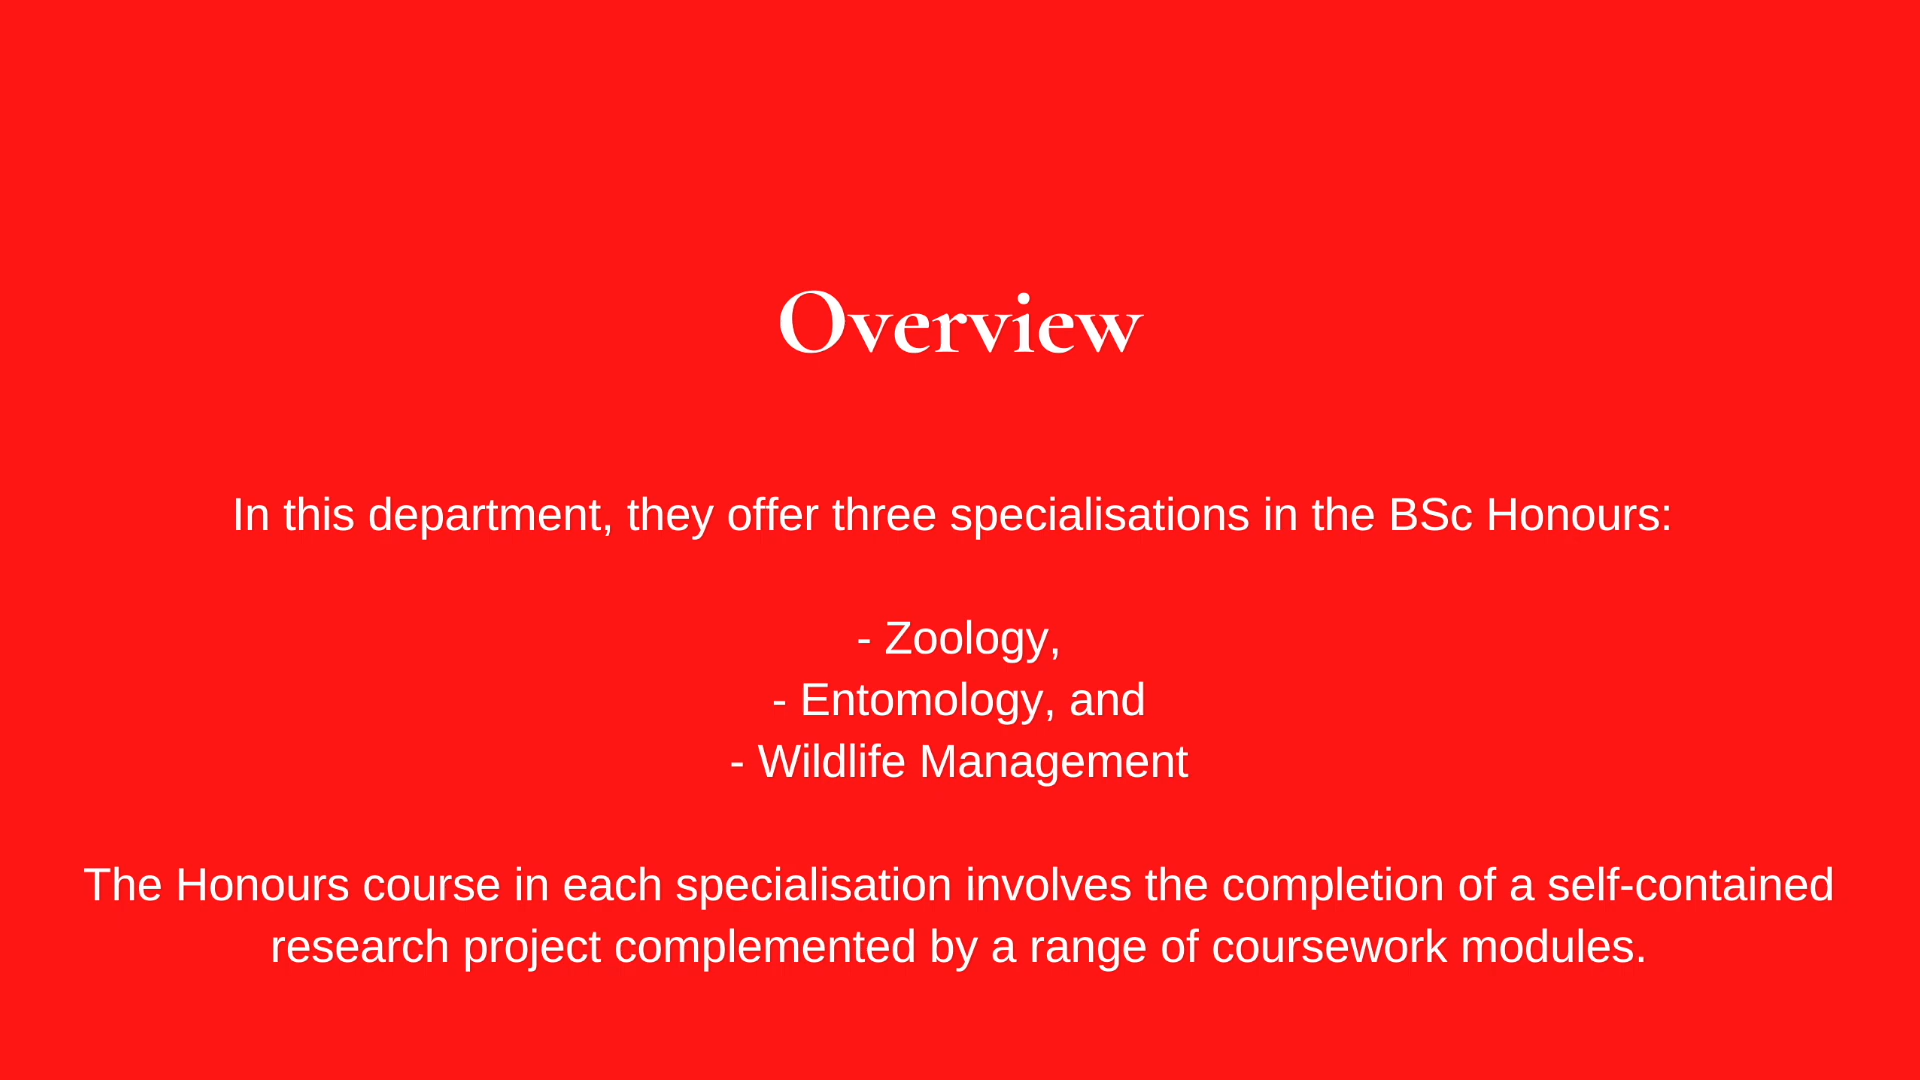 Overview
In this department, they offer three specialisations in the BSc Honours:
- Zoology,
- Entomology, and
- Wildlife Management
The Honours course in each specialisation involves the completion of a self-contained
research project complemented by a range of coursework modules.